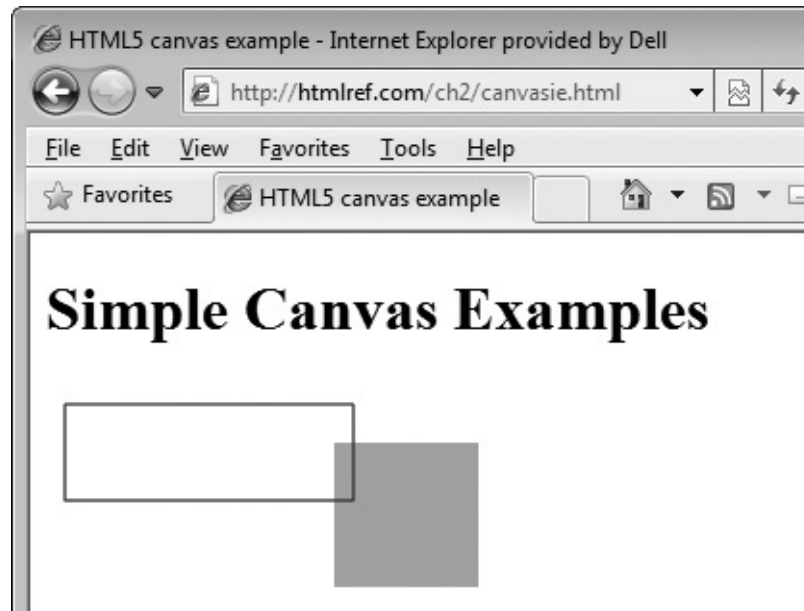 HTML5 canvas example - Internet Explorer provided by Dell
http://htmlref.com/ch2/canvasie.html
File Edit View Favorites Tools Help
Favorites HTML5 canvas example
Simple Canvas Examples